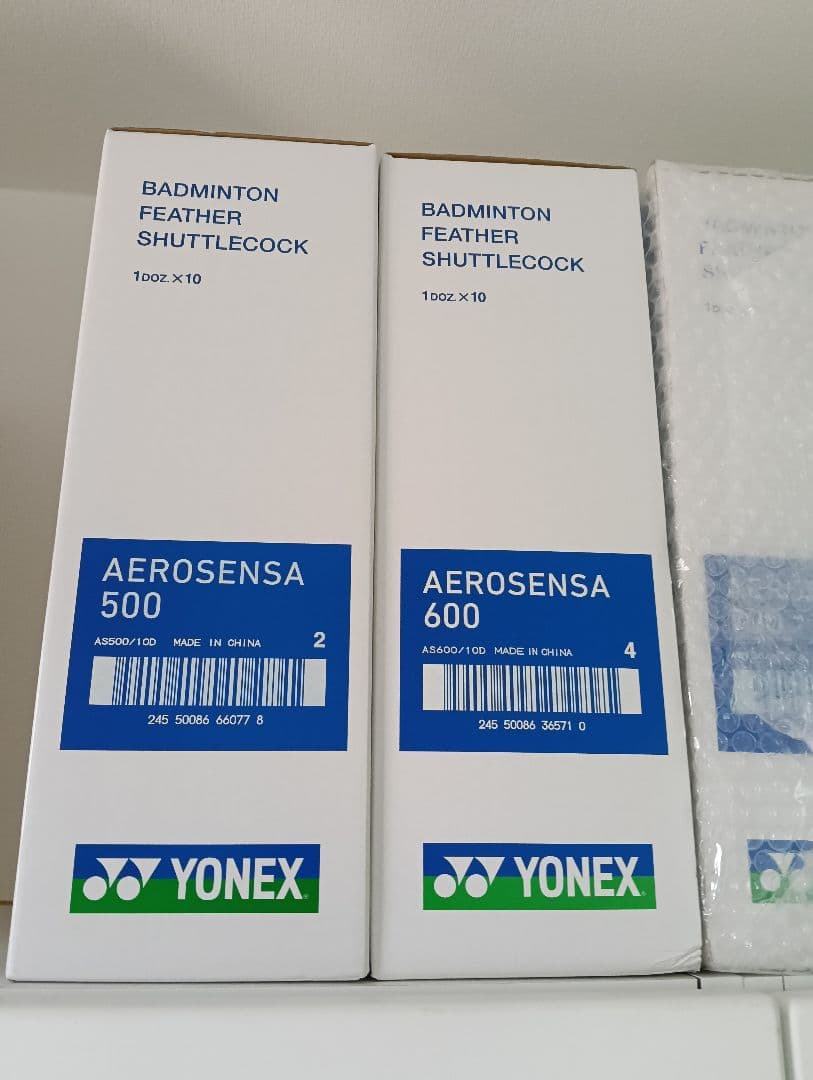 BADMINTON
FEATHER
SHUTTLECOCK
1DOZ.×10
AEROSENSA
500
AS500/10D MADE IN CHINA 2
245 50086 66077 8
YONEX
BADMINTON
FEATHER
SHUTTLECOCK
1DOZ.×10
AEROSENSA
600
AS600/10D MADE IN CHINA 4
245 50086 36571 0
YONEX